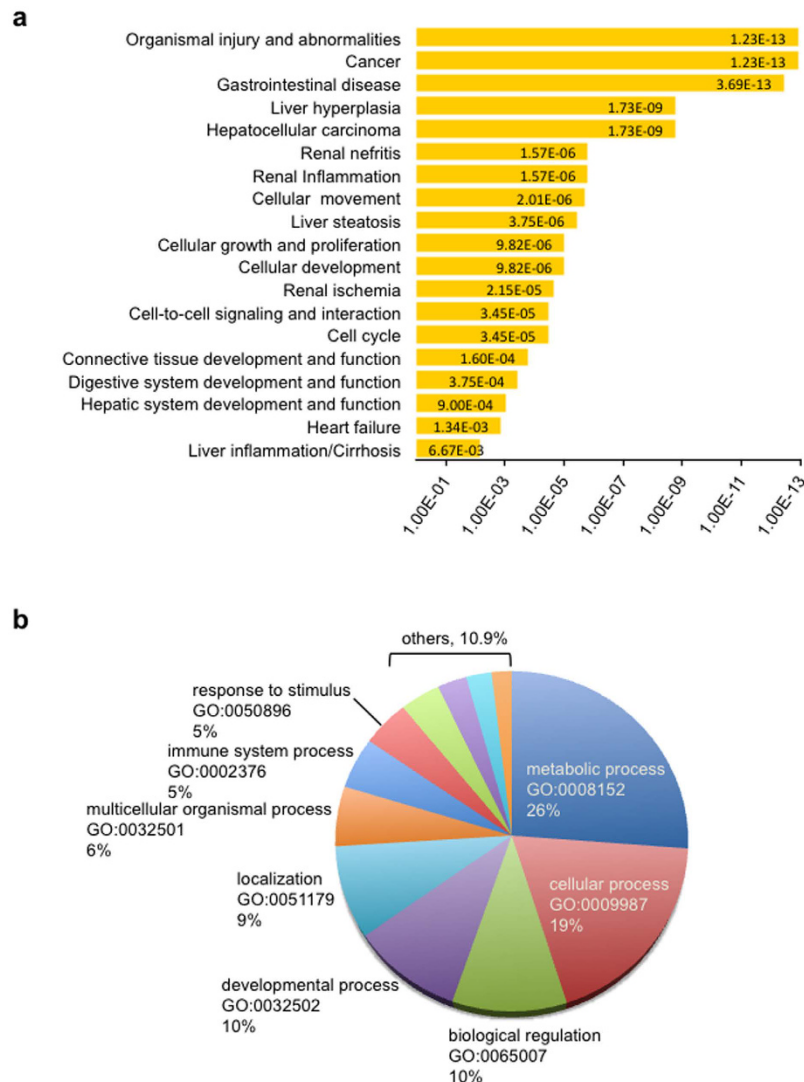 a
Organismal injury and abnormalities 1.23E-13
Cancer 1.23E-13
Gastrointestinal disease 3.69E-13
Liver hyperplasia 1.73E-09
Hepatocellular carcinoma 1.73E-09
Renal nefritis 1.57E-06
Renal Inflammation 1.57E-06
Cellular movement 2.01E-06
Liver steatosis 3.75E-06
Cellular growth and proliferation 9.82E-06
Cellular development 9.82E-06
Renal ischemia 2.15E-05
Cell-to-cell signaling and interaction 3.45E-05
Cell cycle 3.45E-05
Connective tissue development and function 1.60E-04
Digestive system development and function 3.75E-04
Hepatic system development and function 9.00E-04
Heart failure 1.34E-03
Liver inflammation/Cirrhosis 6.67E-03
1.00E-01 1.00E-03 1.00E-05 1.00E-07 1.00E-09 1.00E-11 1.00E-13
b
others, 10.9%
response to stimulus
GO:0050896
5%
immune system process
GO:0002376
5%
multicellular organismal process
GO:0032501
6%
localization
GO:0051179
9%
developmental process
GO:0032502
10%
biological regulation
GO:0065007
10%
metabolic process
GO:0008152
26%
cellular process
GO:0009987
19%